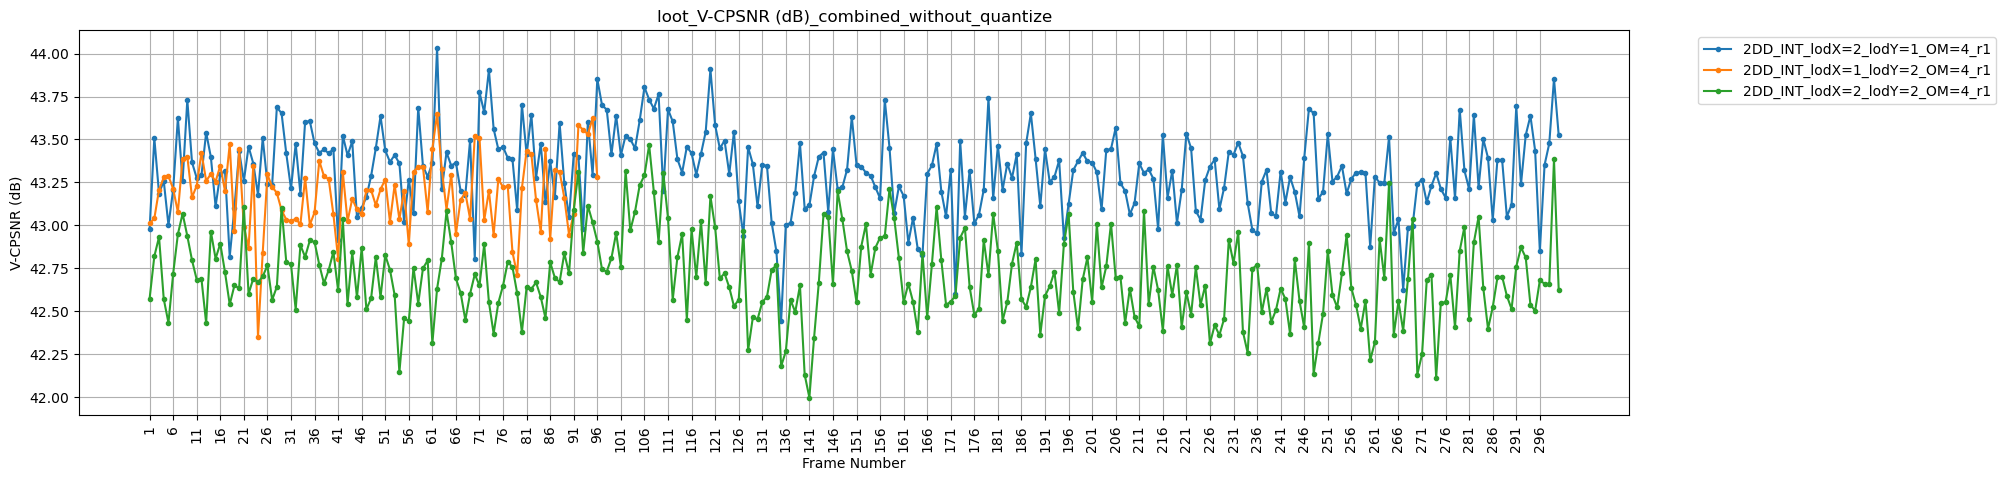 loot_V-CPSNR (dB)_combined_without_quantize
2DD_INT_lodX=2_lodY=1_OM=4_r1
2DD_INT_lodX=1_lodY=2_OM=4_r1
2DD_INT_lodX=2_lodY=2_OM=4_r1
V-CPSNR (dB)
44.00
43.75
43.50
43.25
43.00
42.75
42.50
42.25
42.00
1 6 11 16 21 26 31 36 41 46 51 56 61 66 71 76 81 86 91 96 101 106 111 116 121 126 131 136 141 146 151 156 161 166 171 176 181 186 191 196 201 206 211 216 221 226 231 236 241 246 251 256 261 266 271 276 281 286 291 296
Frame Number